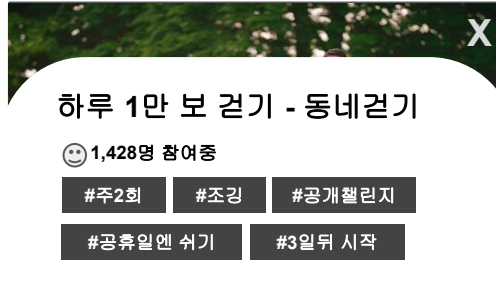 X
하루 1만 보 걷기 - 동네걷기
1,428명 참여중
#주2회 #조깅 #공개챌린지
#공휴일엔 쉬기 #3일뒤 시작